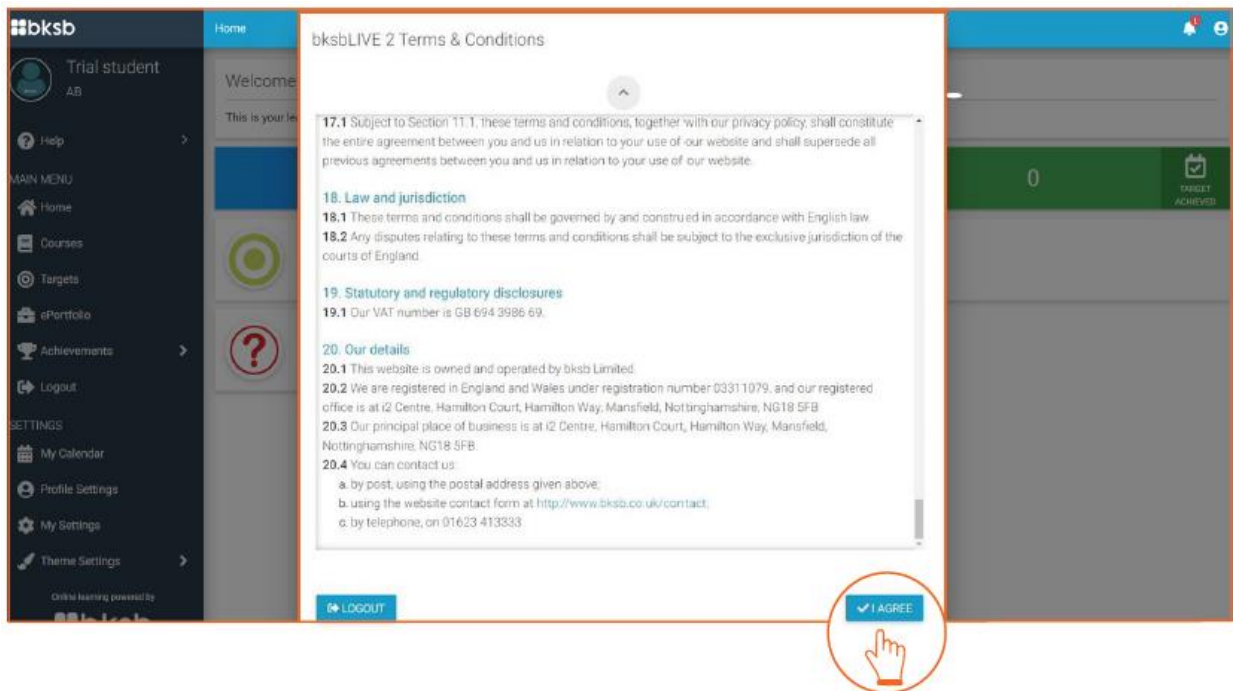 bksb
Home
Trial student
AB
Help
MAIN MENU
Home
Courses
Targets
ePortfolio
Achievements
Logout
SETTINGS
My Calendar
Profile Settings
My Settings
Theme Settings
Online learning powered by
bksb
Welcome
This is your le
bksbLIVE 2 Terms & Conditions
17.1 Subject to Section 11.1, these terms and conditions, together with our privacy policy, shall constitute
the entire agreement between you and us in relation to your use of our website and shall supersede all
previous agreements between you and us in relation to your use of our website.
18. Law and jurisdiction
18.1 These terms and conditions shall be governed by and construed in accordance with English law.
18.2 Any disputes relating to these terms and conditions shall be subject to the exclusive jurisdiction of the
courts of England.
19. Statutory and regulatory disclosures
19.1 Our VAT number is GB 694 3986 69.
20. Our details
20.1 This website is owned and operated by bksb Limited.
20.2 We are registered in England and Wales under registration number 03311079, and our registered
office is at i2 Centre, Hamilton Court, Hamilton Way, Mansfield, Nottinghamshire, NG18 5FB
20.3 Our principal place of business is at i2 Centre, Hamilton Court, Hamilton Way, Mansfield,
Nottinghamshire, NG18 5FB.
20.4 You can contact us:
a. by post, using the postal address given above;
b. using the website contact form at http://www.bksb.co.uk/contact;
c. by telephone, on 01623 413333
LOGOUT
I AGREE
0
TARGET
ACHIEVED
1